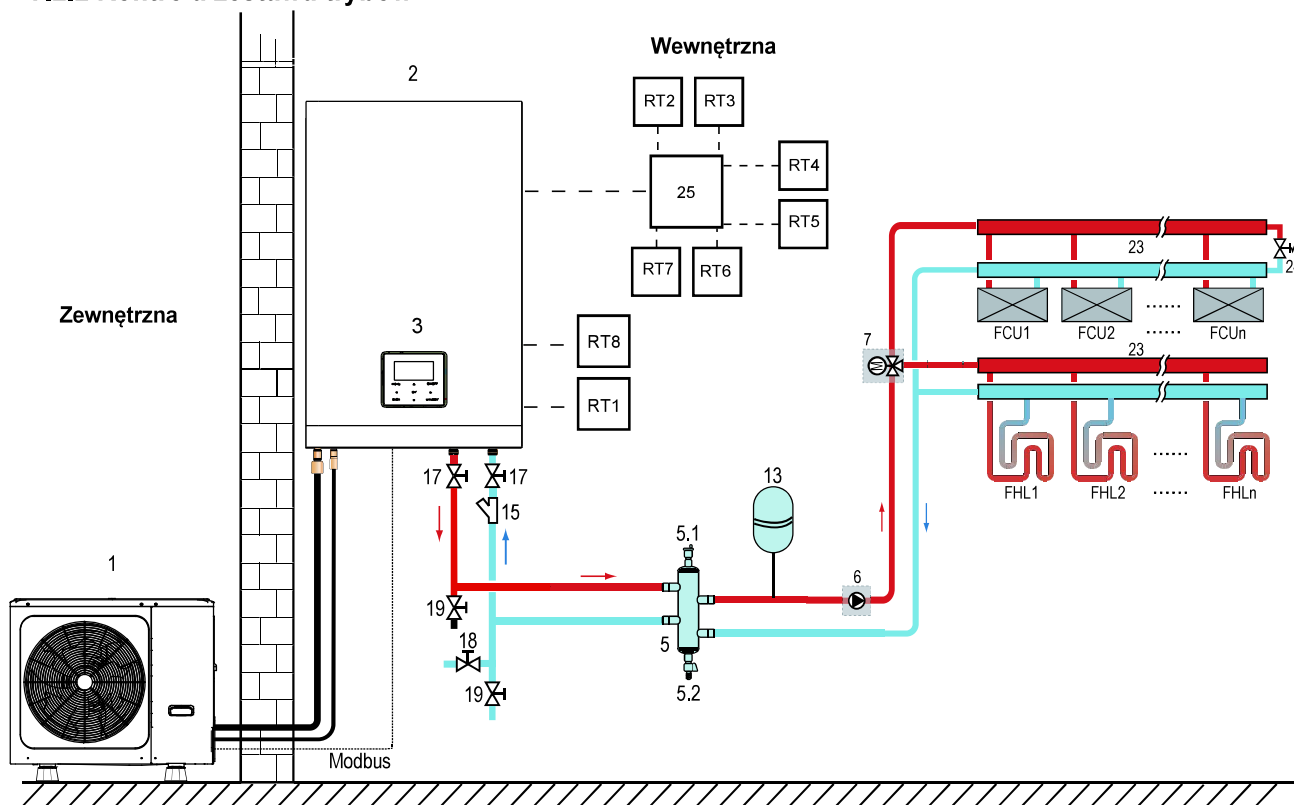 Wewnętrzna
2
RT2
RT3
RT4
25
RT5
RT7
RT6
23
FCU1
FCU2
......
......
FCUn
Zewnętrzna
3
RT8
RT1
7
M
23
FHL1
FHL2
......
......
FHLn
17
17
15
13
5.1
6
1
19
18
5
19
5.2
Modbus